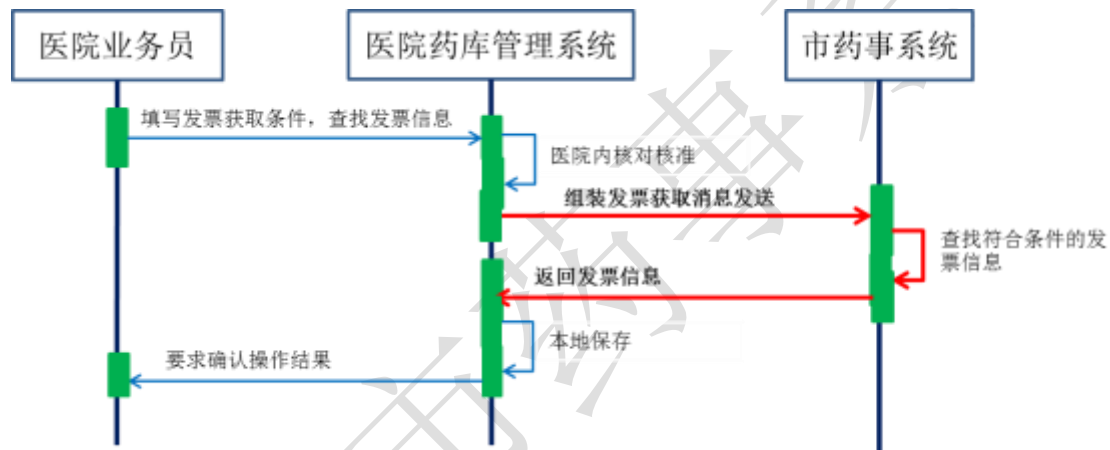 医院业务员
医院药库管理系统
市药事系统
填写发票获取条件，查找发票信息
医院内核对核准
组装发票获取消息发送
查找符合条件的发
票信息
返回发票信息
本地保存
要求确认操作结果
市药事